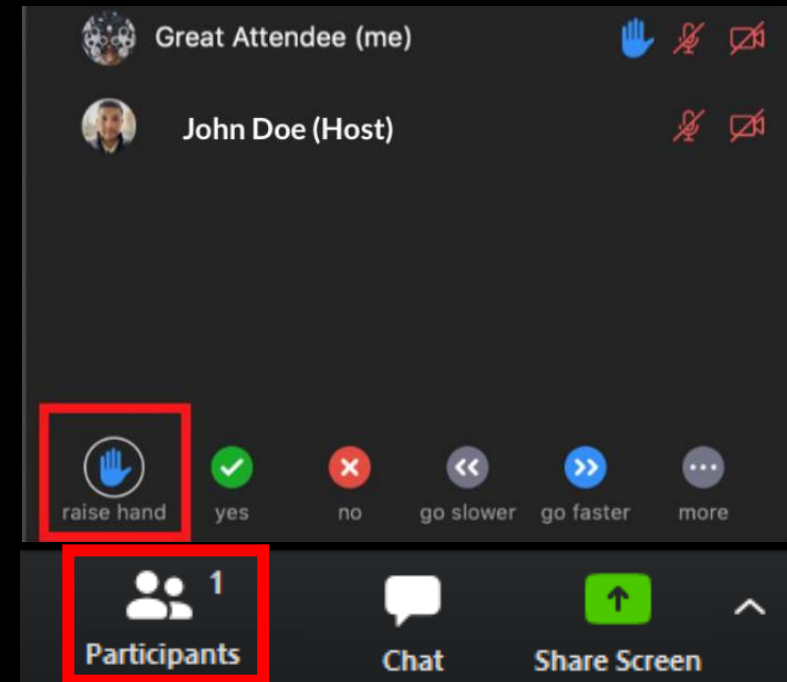 Great Attendee (me)
John Doe (Host)
raise hand yes no go slower go faster more
1
Participants Chat Share Screen